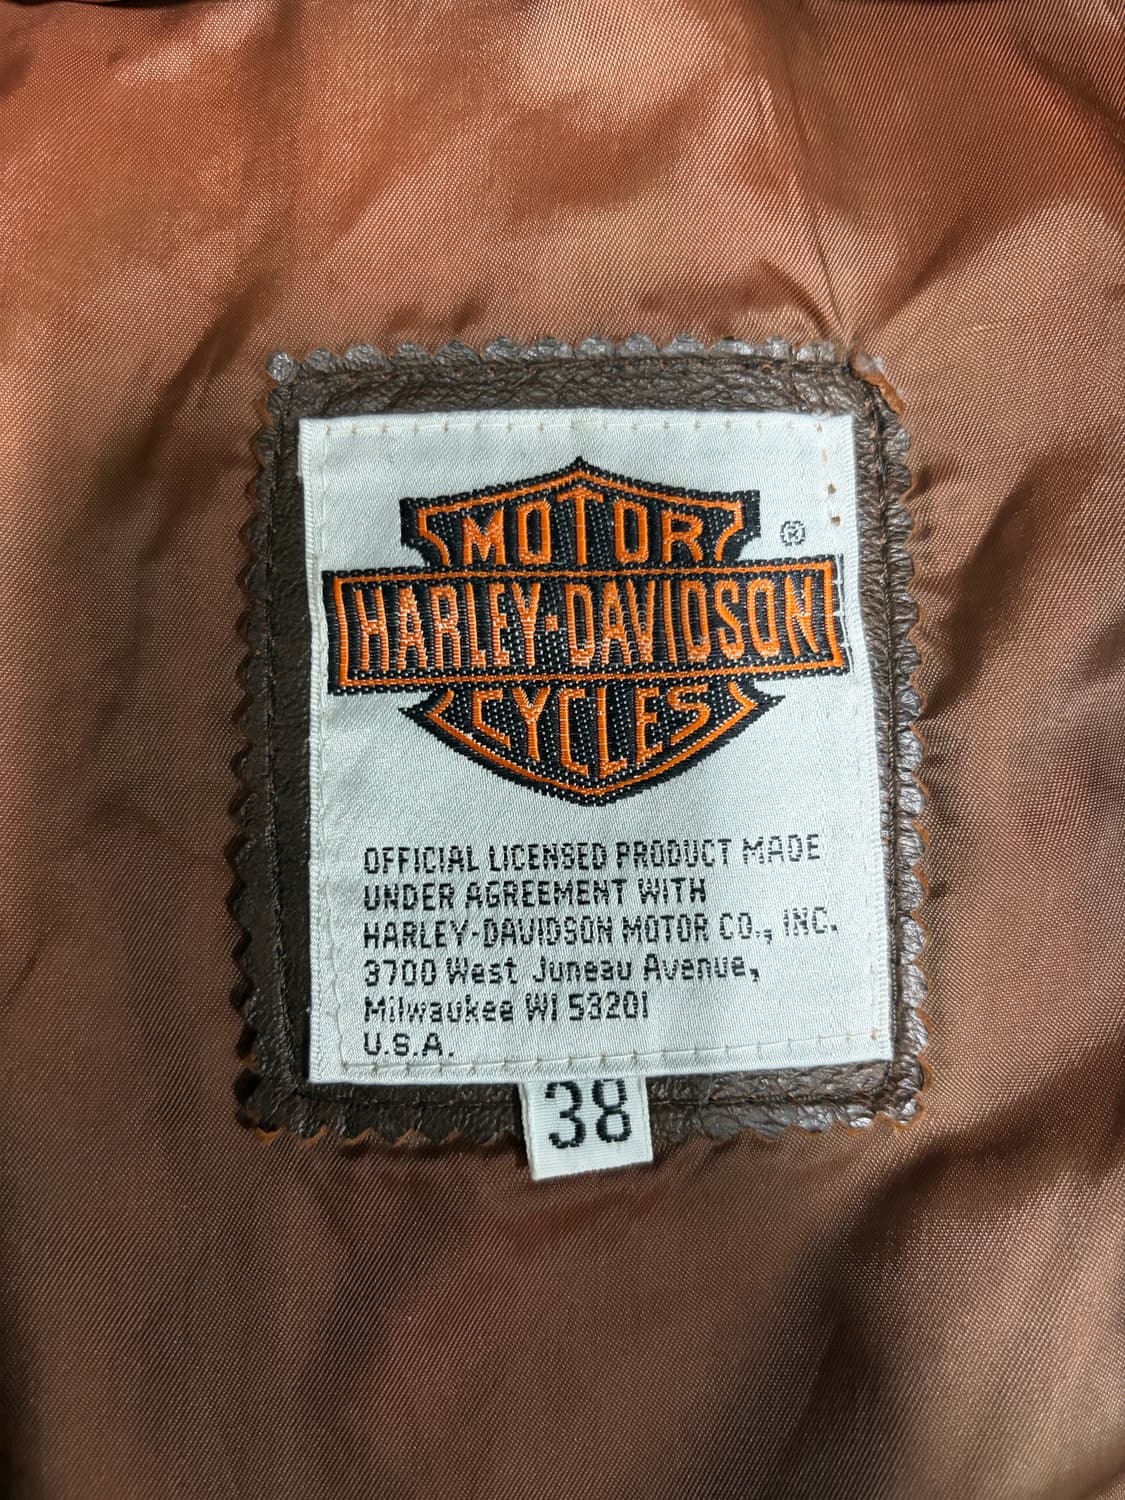 MOTOR
®
HARLEY-DAVIDSON
CYCLES
OFFICIAL LICENSED PRODUCT MADE
UNDER AGREEMENT WITH
HARLEY-DAVIDSON MOTOR CO., INC.
3700 West Juneau Avenue,
Milwaukee WI 53201
U.S.A.
38